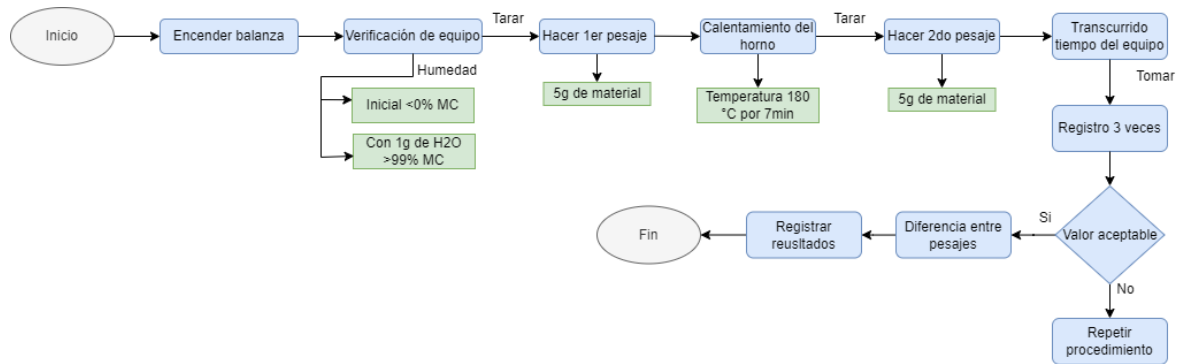 Inicio
Encender balanza
Verificación de equipo
Tarar
Hacer 1er pesaje
Calentamiento del
horno
Tarar
Hacer 2do pesaje
Transcurrido
tiempo del equipo
Humedad
Inicial <0% MC
Con 1g de H2O
>99% MC
5g de material
Temperatura 180
°C por 7min
5g de material
Tomar
Registro 3 veces
Valor aceptable
Si
Diferencia entre
pesajes
Registrar
reusltados
Fin
No
Repetir
procedimiento